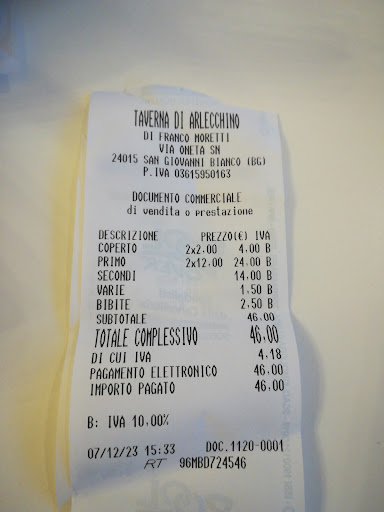 TAVERNA DI ARLECCHINO
DI FRANCO MORETTI
VIA ONETA SN
24015 SAN GIOVANNI BIANCO (BG)
P.IVA 03615950163
DOCUMENTO COMMERCIALE
di vendita o prestazione
DESCRIZIONE PREZZO(€) IVA
COPERTO 2x2.00 4.00 B
PRIMO 2x12.00 24.00 B
SECONDI 14.00 B
VARIE 1.50 B
BIBITE 2.50 B
SUBTOTALE 46.00
TOTALE COMPLESSIVO 46,00
DI CUI IVA 4.18
PAGAMENTO ELETTRONICO 46.00
IMPORTO PAGATO 46.00
B: IVA 10.00%
07/12/23 15:33 DOC.1120-0001
RT 96MBD724546